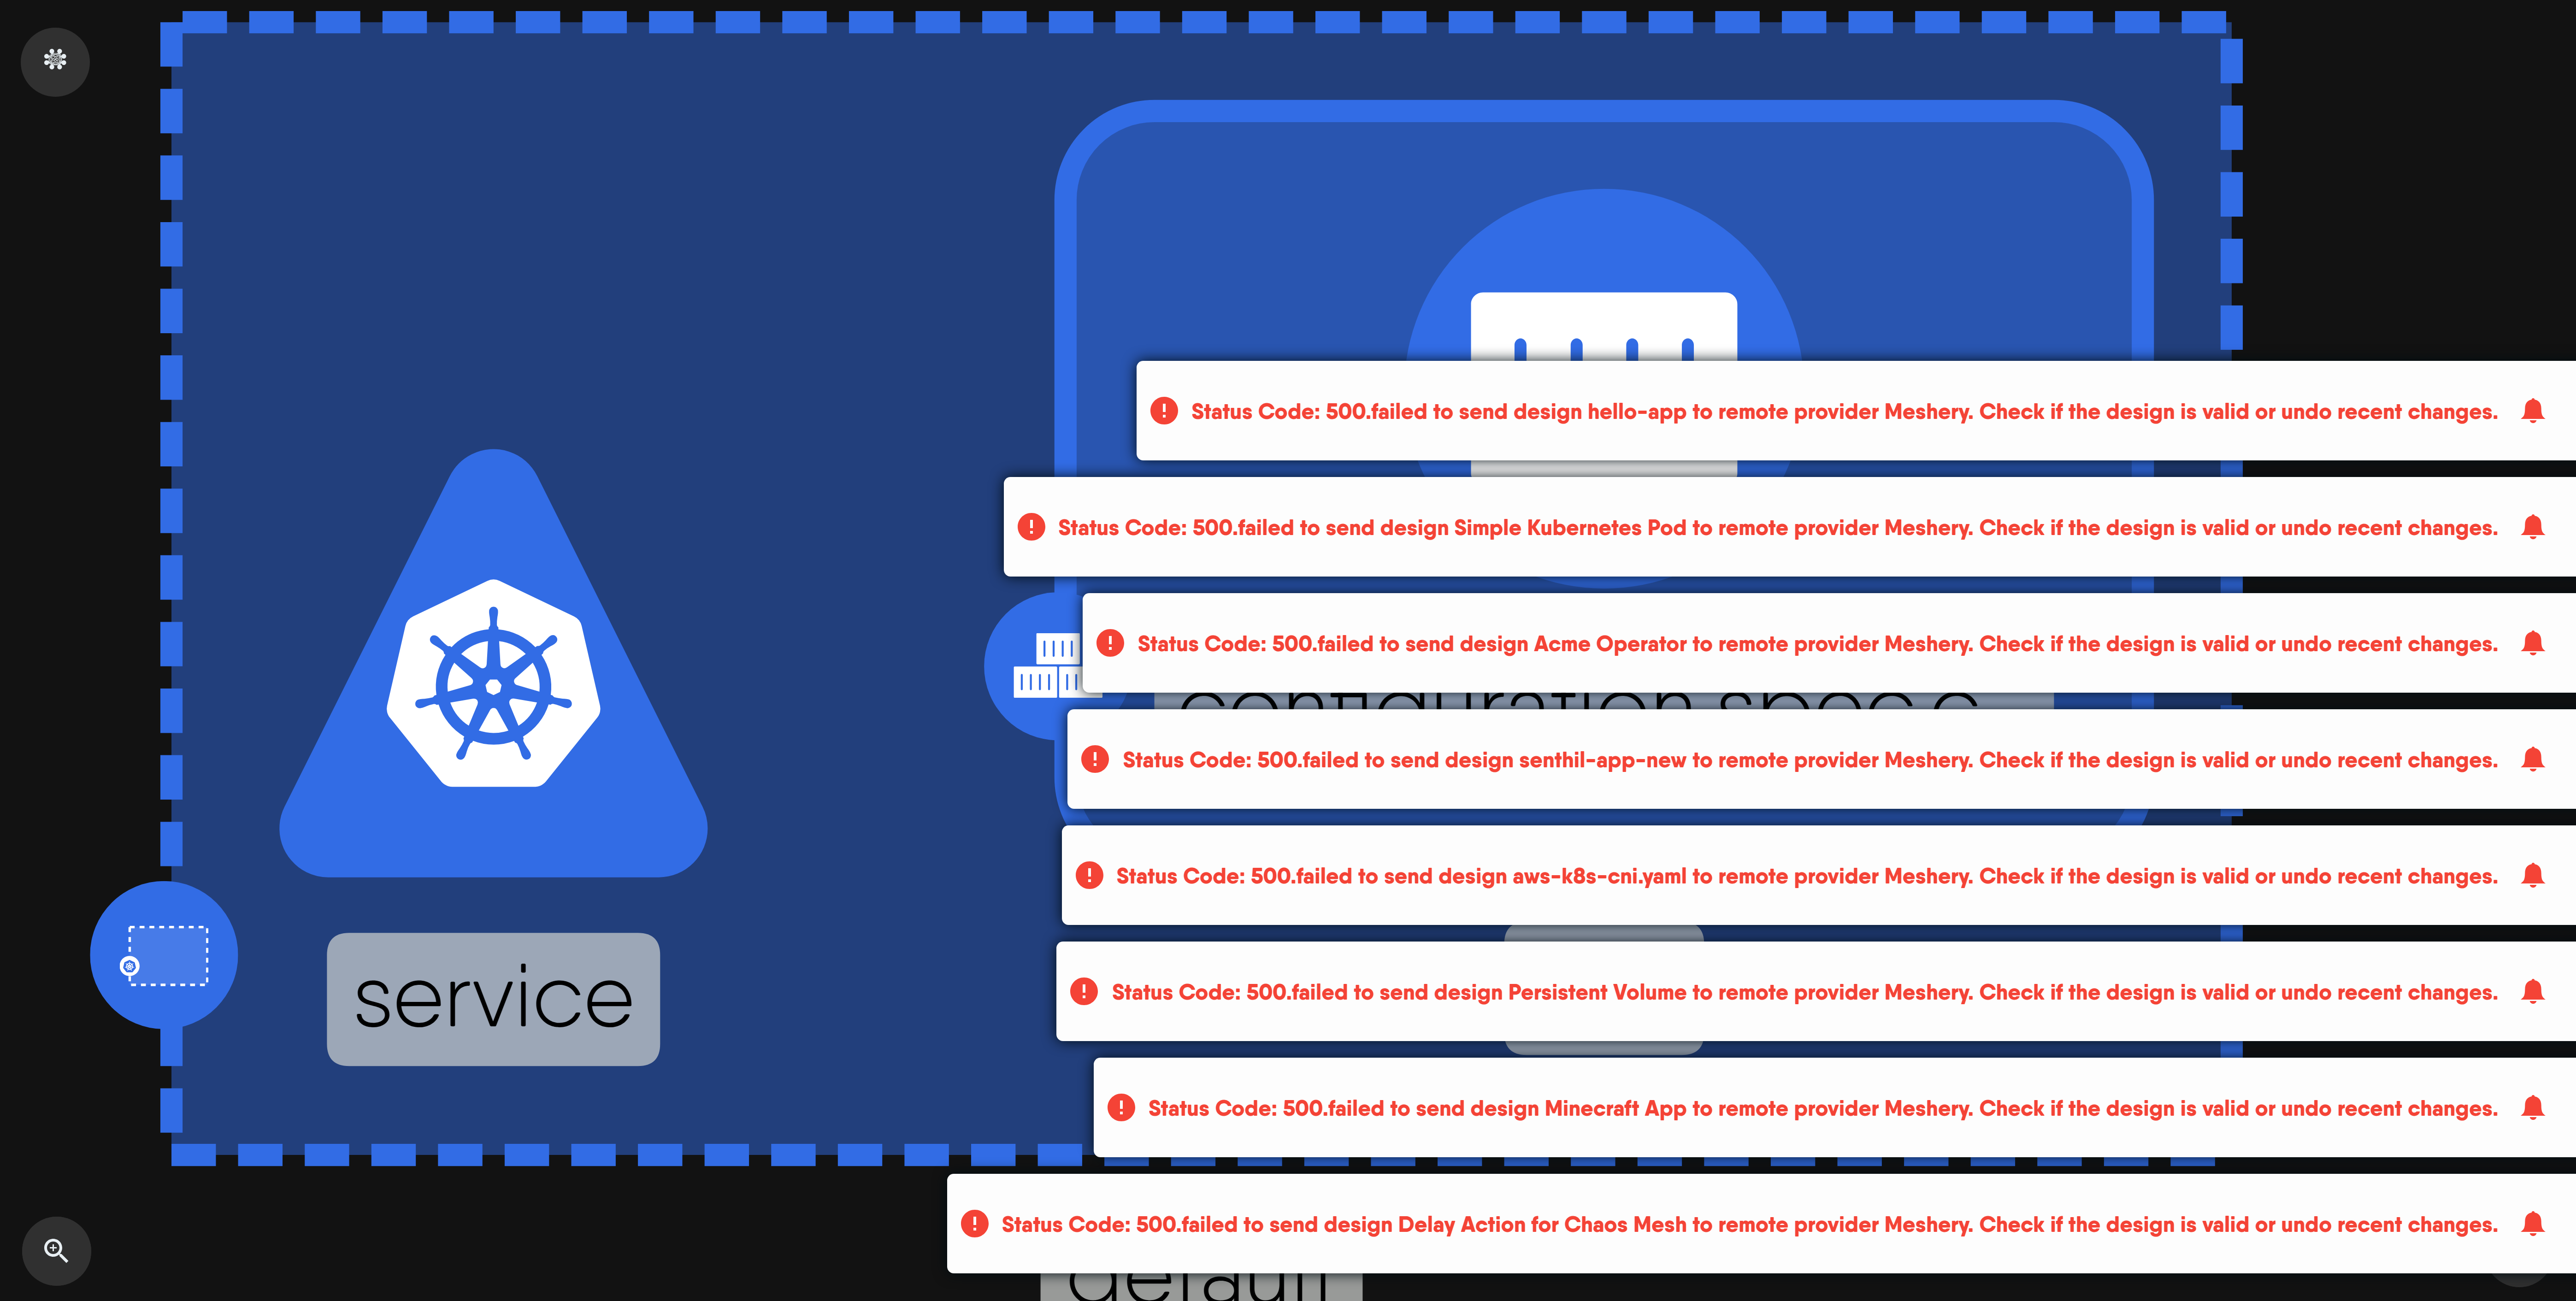 Status Code: 500.failed to send design hello-app to remote provider Meshery. Check if the design is valid or undo recent changes.
Status Code: 500.failed to send design Simple Kubernetes Pod to remote provider Meshery. Check if the design is valid or undo recent changes.
Status Code: 500.failed to send design Acme Operator to remote provider Meshery. Check if the design is valid or undo recent changes.
configuration spec c
Status Code: 500.failed to send design senthil-app-new to remote provider Meshery. Check if the design is valid or undo recent changes.
Status Code: 500.failed to send design aws-k8s-cni.yaml to remote provider Meshery. Check if the design is valid or undo recent changes.
service
Status Code: 500.failed to send design Persistent Volume to remote provider Meshery. Check if the design is valid or undo recent changes.
Status Code: 500.failed to send design Minecraft App to remote provider Meshery. Check if the design is valid or undo recent changes.
Status Code: 500.failed to send design Delay Action for Chaos Mesh to remote provider Meshery. Check if the design is valid or undo recent changes.
default